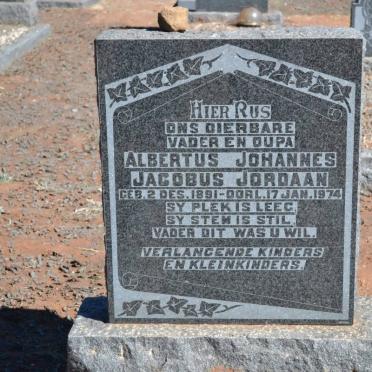 HIER RUS
ONS DIERBARE
VADER EN OUPA
ALBERTUS JOHANNES
JACOBUS JORDAAN
GEB. 2 DES. 1891 - OORL. 17 JAN. 1974
SY PLEK IS LEEG,
SY STEM IS STIL,
VADER DIT WAS U WIL.
VERLANGENDE KINDERS
EN KLEINKINDERS